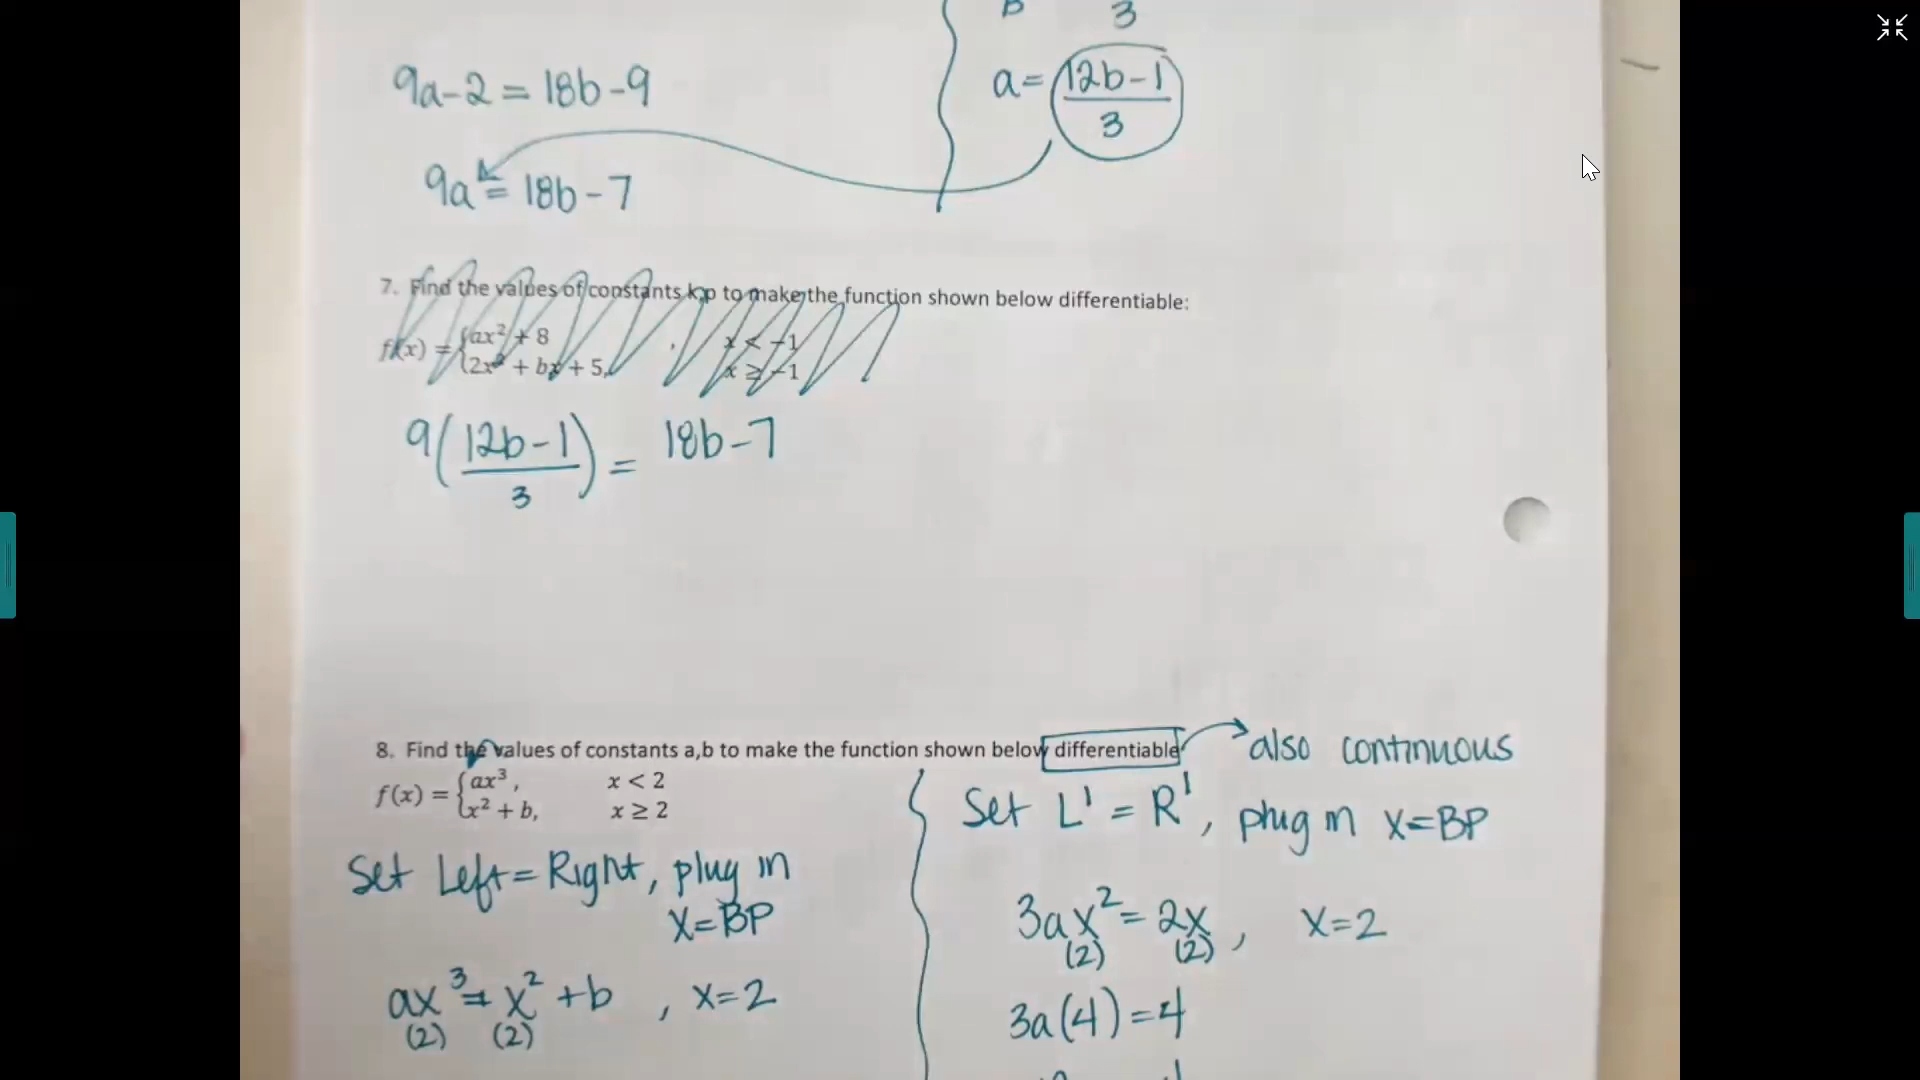 9a-2 = 18b-9
9a = 18b-7
3
a = 12b-1
3
7. Find the values of constants k,p to make the function shown below differentiable:
f(x) = {ax² + 8 , x < -1
2x² + bx + 5, x ≥ -1
9(12b-1) = 18b-7
3
8. Find the values of constants a,b to make the function shown below differentiable
also continuous
f(x) = {ax³, x < 2
x² + b, x ≥ 2
Set Left=Right, plug in
X=BP
ax³ = x² + b , x=2
(2) (2)
Set L' = R', plug in X=BP
3ax² = 2x, X=2
(2) (2)
3a(4)=4